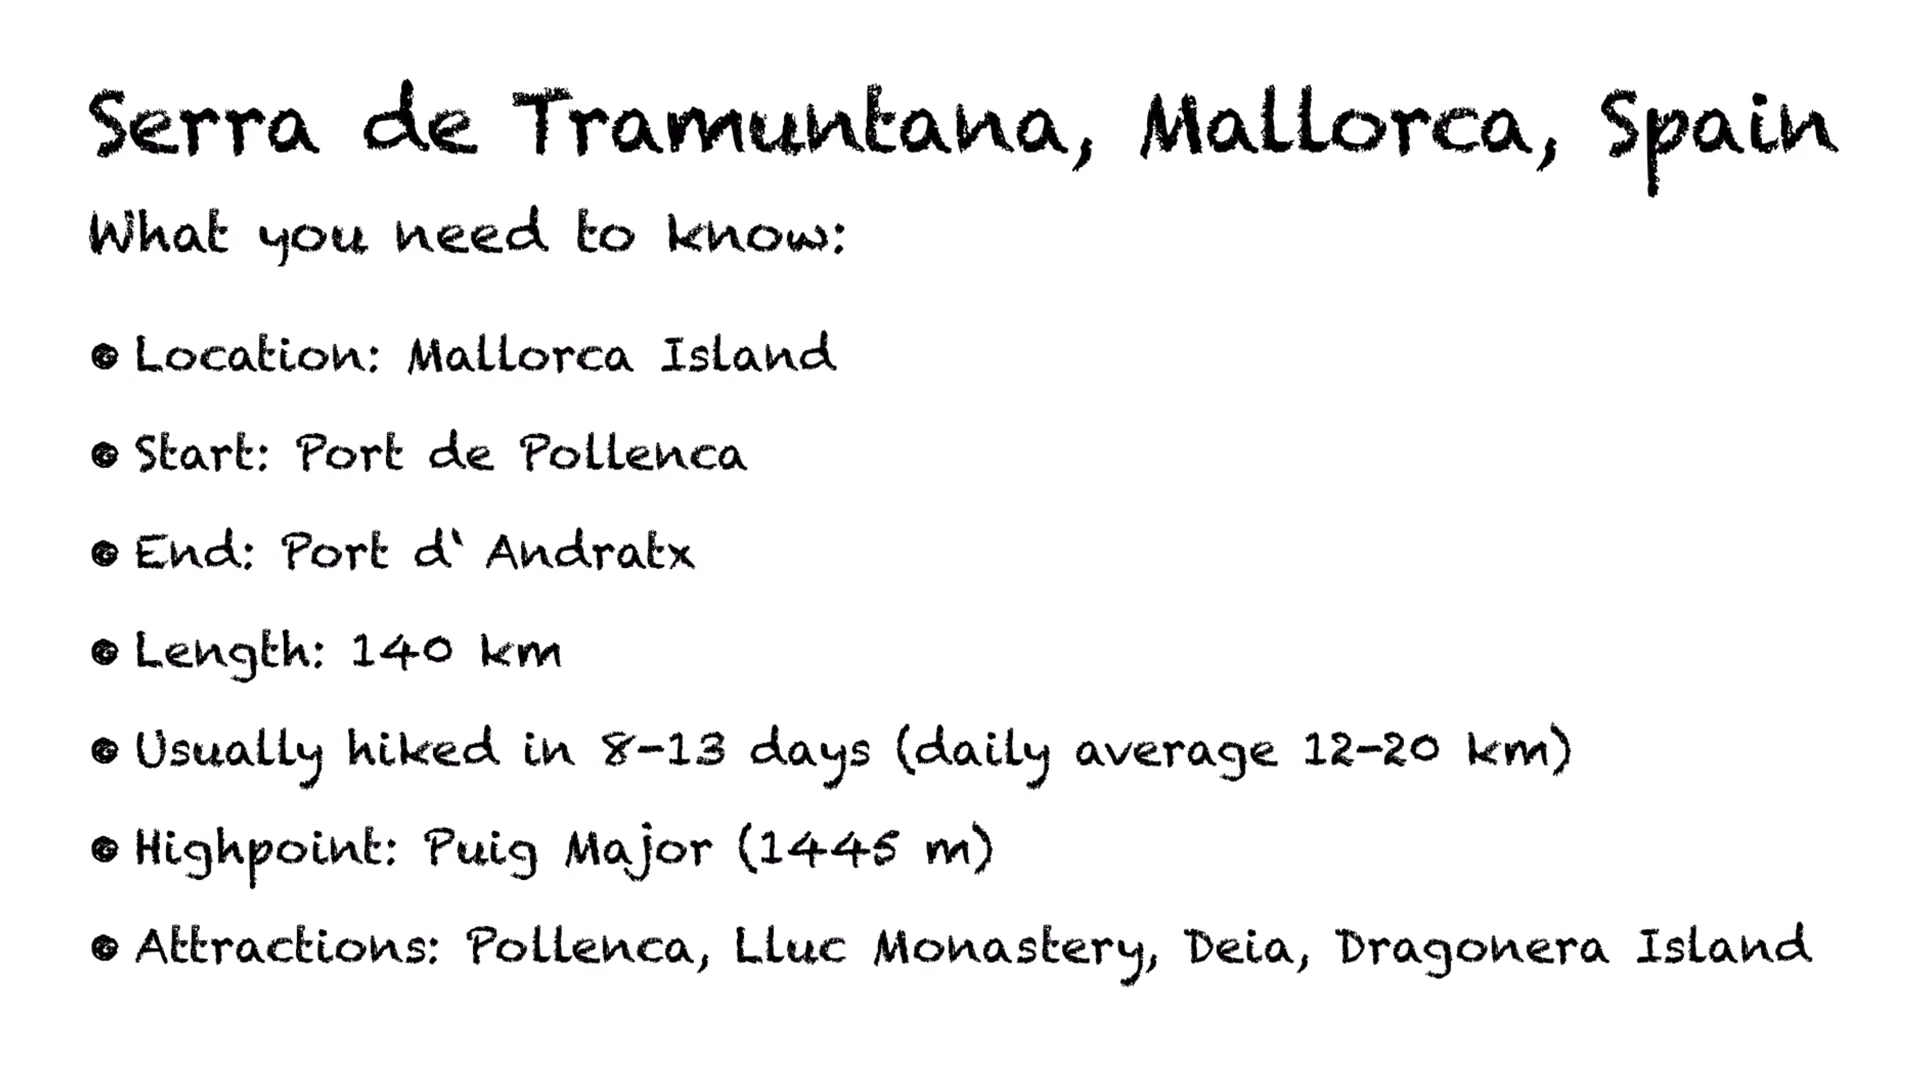 Serra de Tramuntana, Mallorca, Spain
What you need to know:
• Location: Mallorca Island
• Start: Port de Pollenca
• End: Port d‘ Andratx
• Length: 140 km
• Usually hiked in 8-13 days (daily average 12-20 km)
• Highpoint: Puig Major (1445 m)
• Attractions: Pollenca, Lluc Monastery, Deia, Dragonera Island